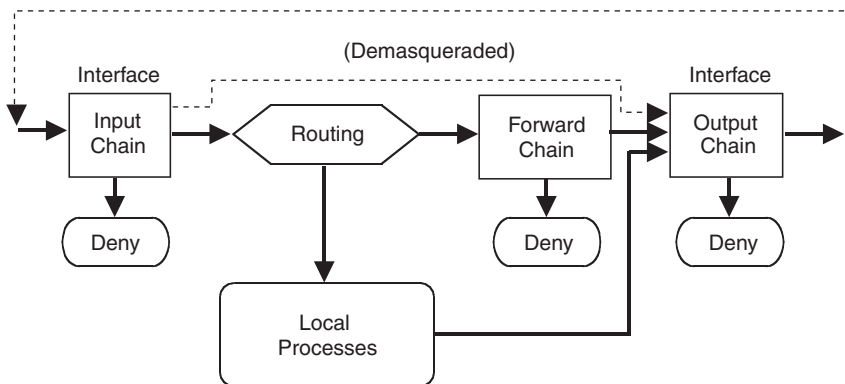 (Demasqueraded)
Interface
Interface
Input
Chain
Routing
Forward
Chain
Output
Chain
Deny
Deny
Deny
Local
Processes